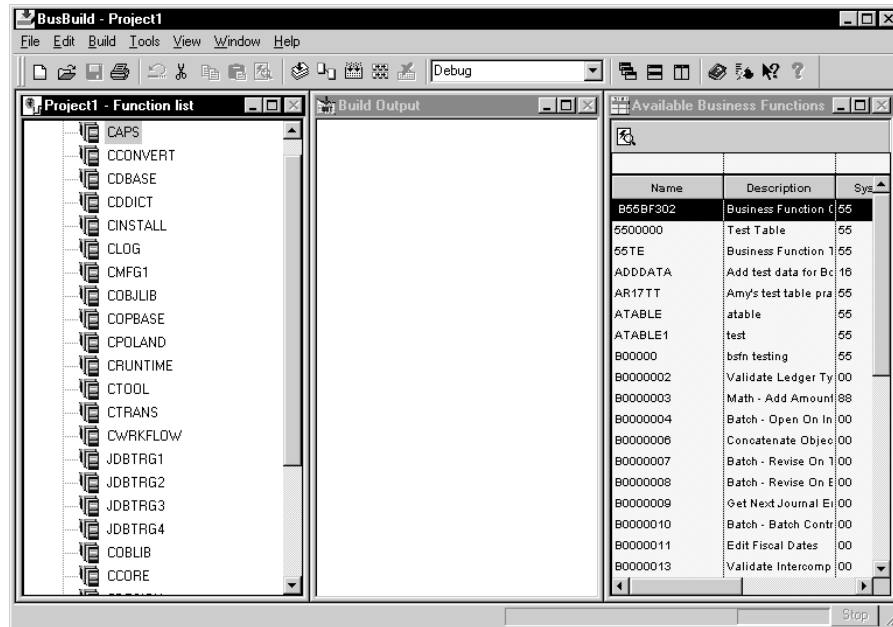 BusBuild - Project1
File Edit Build Tools View Window Help
Debug
Project1 - Function list
CAPS
CCONVERT
CDBASE
CDDICT
CINSTALL
CLOG
CMFG1
COBJLIB
COPBASE
CPOLAND
CRUNTIME
CTOOL
CTRANS
CWRKFLOW
JDBTRG1
JDBTRG2
JDBTRG3
JDBTRG4
COBLIB
CCORE
Build Output
Available Business Functions
Name Description Sys
B55BF302 Business Function 55
5500000 Test Table 55
55TE Business Function T 55
ADDDATA Add test data for Bc 16
AR17TT Amy's test table pra 55
ATABLE atable 55
ATABLE1 test 55
B00000 bsfn testing 55
B0000002 Validate Ledger Ty 00
B0000003 Math - Add Amount 88
B0000004 Batch - Open On In 00
B0000006 Concatenate Objec 00
B0000007 Batch - Revise On T 00
B0000008 Batch - Revise On E 00
B0000009 Get Next Journal 00
B0000010 Batch - Batch Contr 00
B0000011 Edit Fiscal Dates 00
B0000013 Validate Intercomp 00
Stop